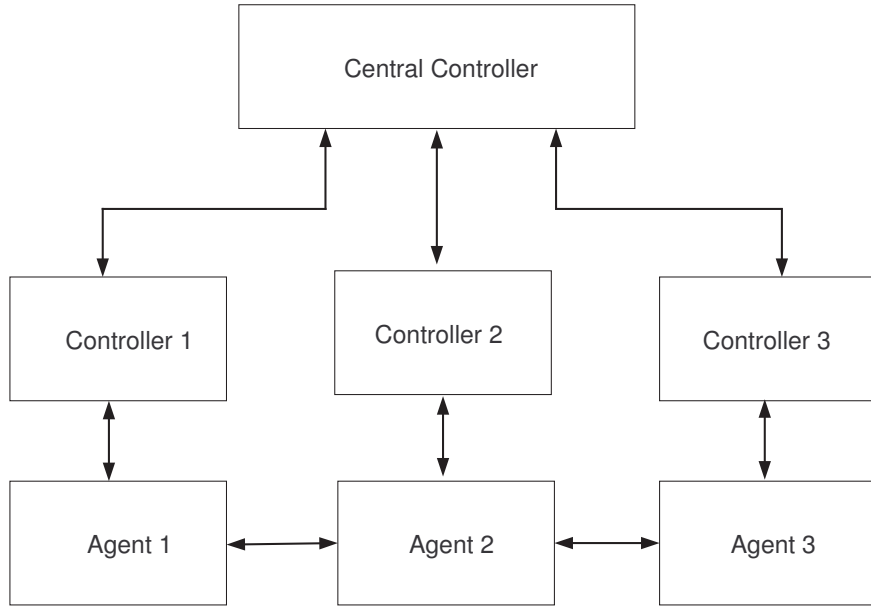 Central Controller
Controller 1
Controller 2
Controller 3
Agent 1
Agent 2
Agent 3